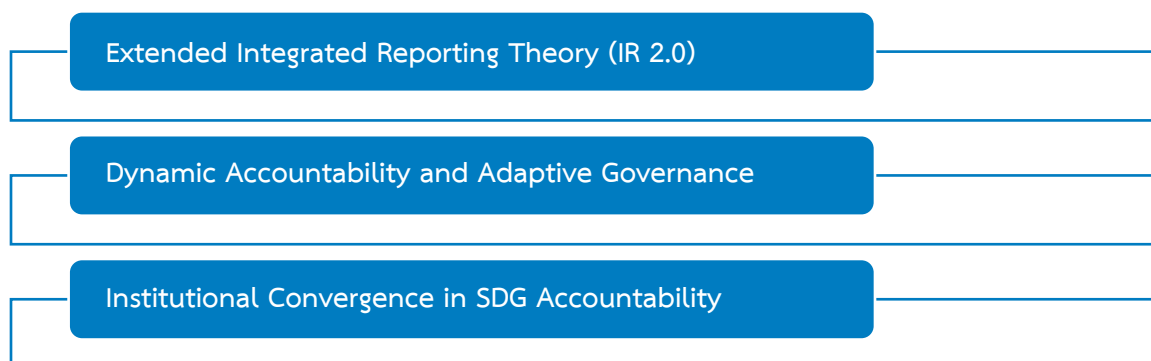 Extended Integrated Reporting Theory (IR 2.0)
Dynamic Accountability and Adaptive Governance
Institutional Convergence in SDG Accountability